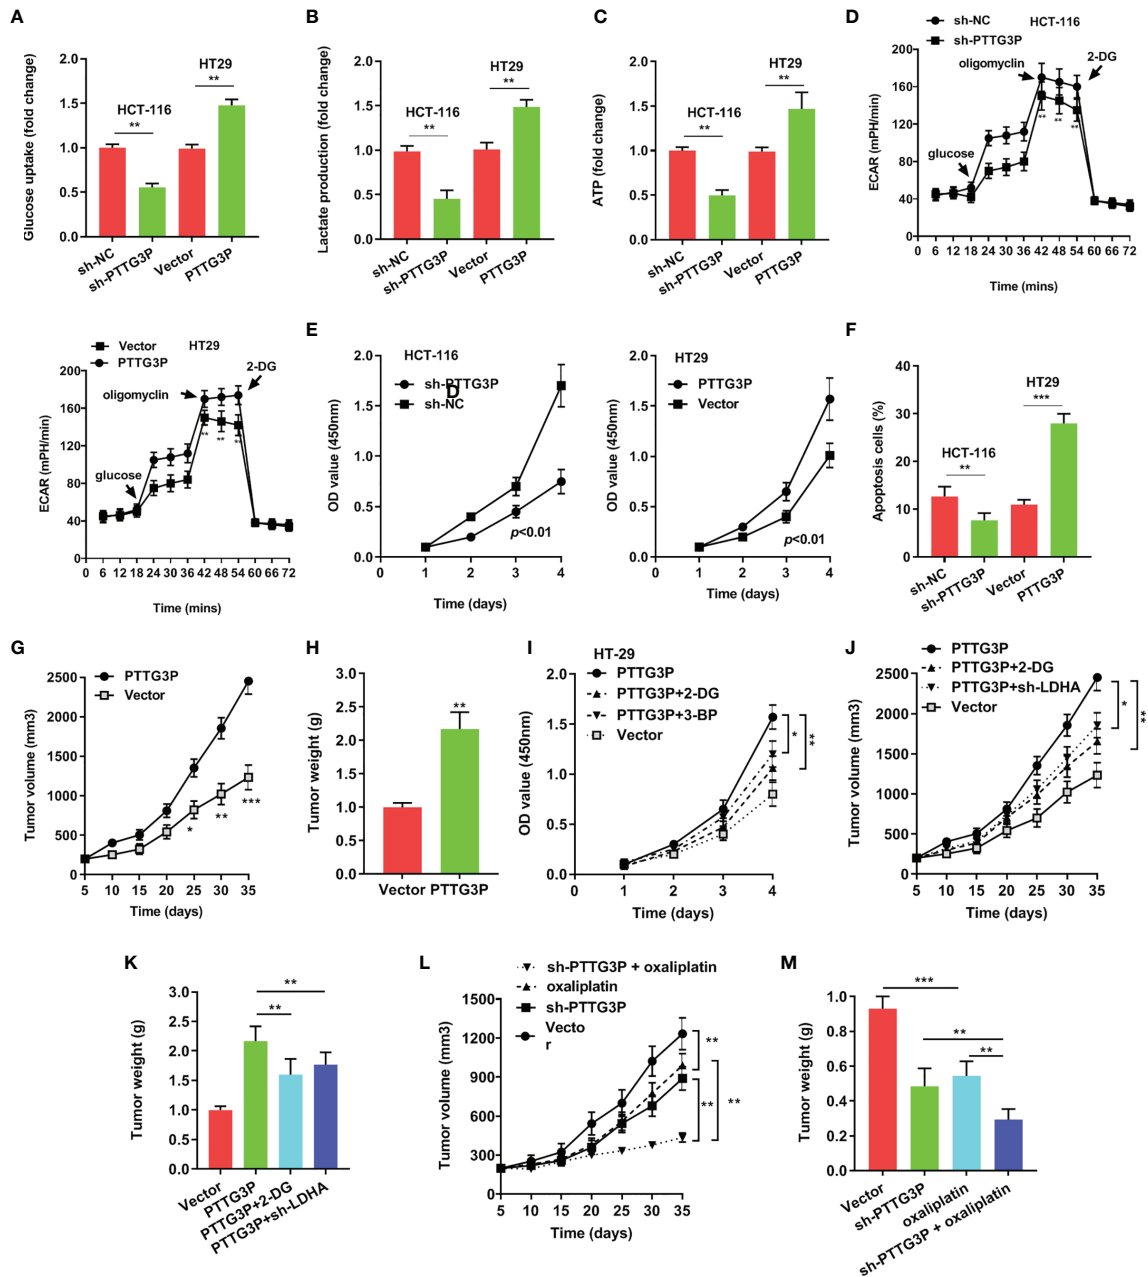 A
Glucose uptake (fold change)
2.0
1.5
1.0
0.5
0.0
HCT-116
**
HT29
**
sh-NC
sh-PTTG3P
Vector
PTTG3P
B
Lactate production (fold change)
2.0
1.5
1.0
0.5
0.0
HCT-116
**
HT29
**
sh-NC
sh-PTTG3P
Vector
PTTG3P
C
ATP (fold change)
2.0
1.5
1.0
0.5
0.0
HCT-116
**
HT29
**
sh-NC
sh-PTTG3P
Vector
PTTG3P
D
sh-NC HCT-116
sh-PTTG3P
ECAR (mPH/min)
200
160
120
80
40
0
oligomyclin
2-DG
glucose
** ** **
0 6 12 18 24 30 36 42 48 54 60 66 72
Time (mins)
Vector HT29
PTTG3P
ECAR (mPH/min)
200
160
120
80
40
0
oligomyclin
2-DG
glucose
** ** **
0 6 12 18 24 30 36 42 48 54 60 66 72
Time (mins)
E
HCT-116
sh-PTTG3P
D
sh-NC
OD value (450nm)
2.0
1.5
1.0
0.5
0.0
p<0.01
0 1 2 3 4
Time (days)
HT29
PTTG3P
Vector
OD value (450nm)
2.0
1.5
1.0
0.5
0.0
p<0.01
0 1 2 3 4
Time (days)
F
Apoptosis cells (%)
40
30
20
10
0
HCT-116
**
HT29
***
sh-NC
sh-PTTG3P
Vector
PTTG3P
G
PTTG3P
Vector
Tumor volume (mm3)
2500
2000
1500
1000
500
0
* ** ***
5 10 15 20 25 30 35
Time (days)
H
Tumor weight (g)
3.0
2.5
2.0
1.5
1.0
0.5
0.0
**
Vector PTTG3P
I
HT-29
PTTG3P
PTTG3P+2-DG
PTTG3P+3-BP
Vector
OD value (450nm)
2.0
1.5
1.0
0.5
0.0
* **
0 1 2 3 4
Time (days)
J
PTTG3P
PTTG3P+2-DG
PTTG3P+sh-LDHA
Vector
Tumor volume (mm3)
2500
2000
1500
1000
500
0
* **
5 10 15 20 25 30 35
Time (days)
K
Tumor weight (g)
3.0
2.5
2.0
1.5
1.0
0.5
0.0
**
**
Vector
PTTG3P
PTTG3P+2-DG
PTTG3P+sh-LDHA
L
sh-PTTG3P + oxaliplatin
oxaliplatin
sh-PTTG3P
Vecto
r
Tumor volume (mm3)
1500
1200
900
600
300
0
**
** **
5 10 15 20 25 30 35
Time (days)
M
Tumor weight (g)
1.0
0.8
0.6
0.4
0.2
0
***
**
**
Vector
sh-PTTG3P
oxaliplatin
sh-PTTG3P + oxaliplatin